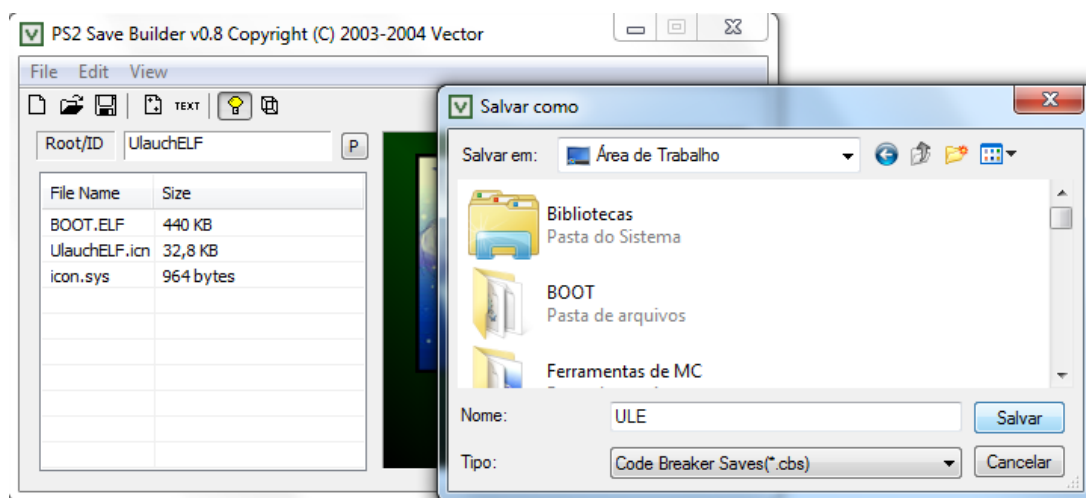 PS2 Save Builder v0.8 Copyright (C) 2003-2004 Vector
File Edit View
TEXT
Root/ID UlauchELF P
File Name Size
BOOT.ELF 440 KB
UlauchELF.icn 32,8 KB
icon.sys 964 bytes
Salvar como
Salvar em: Área de Trabalho
Bibliotecas
Pasta do Sistema
BOOT
Pasta de arquivos
Ferramentas de MC
Nome: ULE Salvar
Tipo: Code Breaker Saves(*.cbs) Cancelar